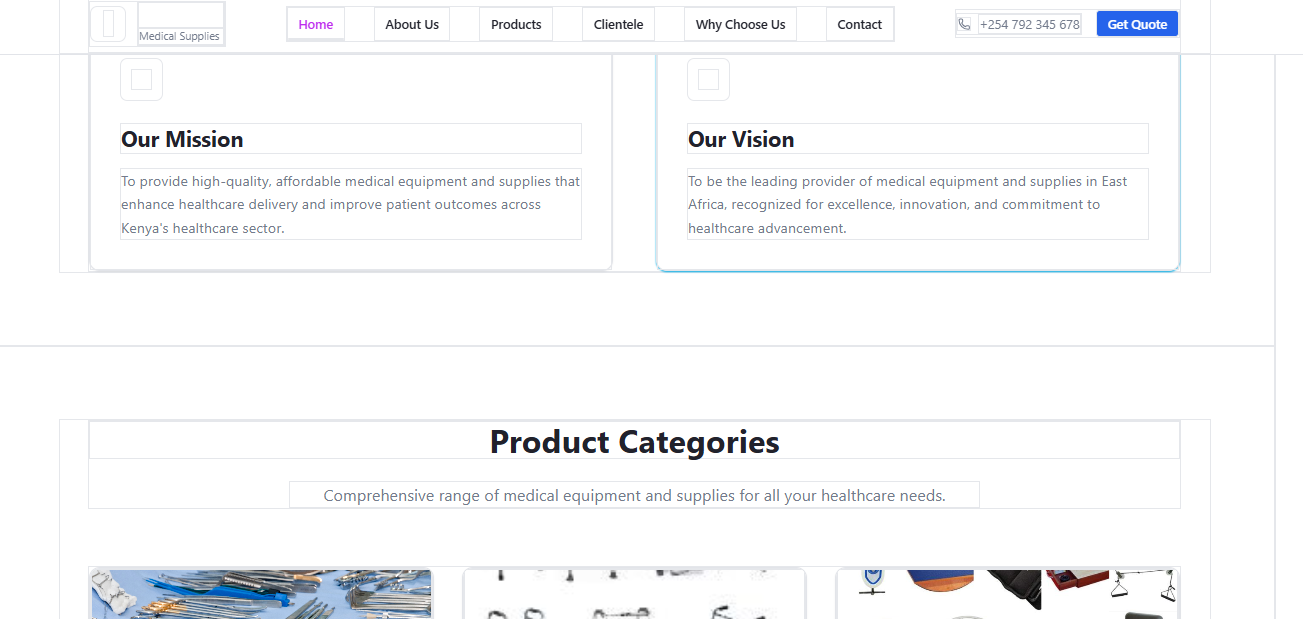 Medical Supplies
Home
About Us
Products
Clientele
Why Choose Us
Contact
+254 792 345 678
Get Quote
Our Mission
To provide high-quality, affordable medical equipment and supplies that
enhance healthcare delivery and improve patient outcomes across
Kenya's healthcare sector.
Our Vision
To be the leading provider of medical equipment and supplies in East
Africa, recognized for excellence, innovation, and commitment to
healthcare advancement.
Product Categories
Comprehensive range of medical equipment and supplies for all your healthcare needs.